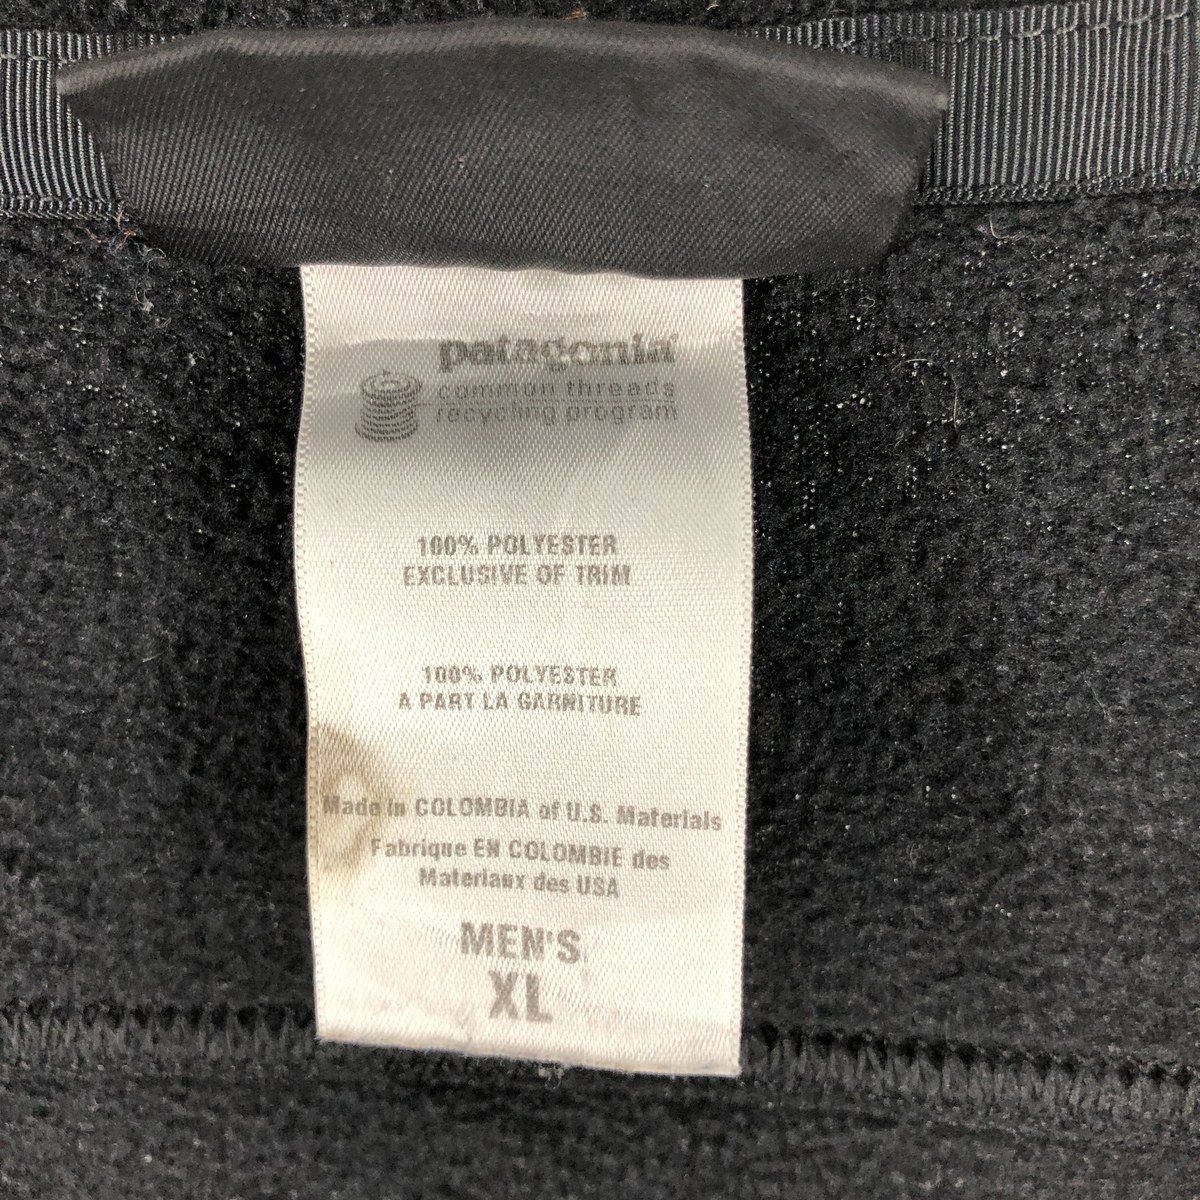 patagonia®
common threads
recycling program
100% POLYESTER
EXCLUSIVE OF TRIM
100% POLYESTER
A PART LA GARNITURE
Made in COLOMBIA of U.S. Materials
Fabrique EN COLOMBIE des
Materiaux des USA
MEN'S
XL